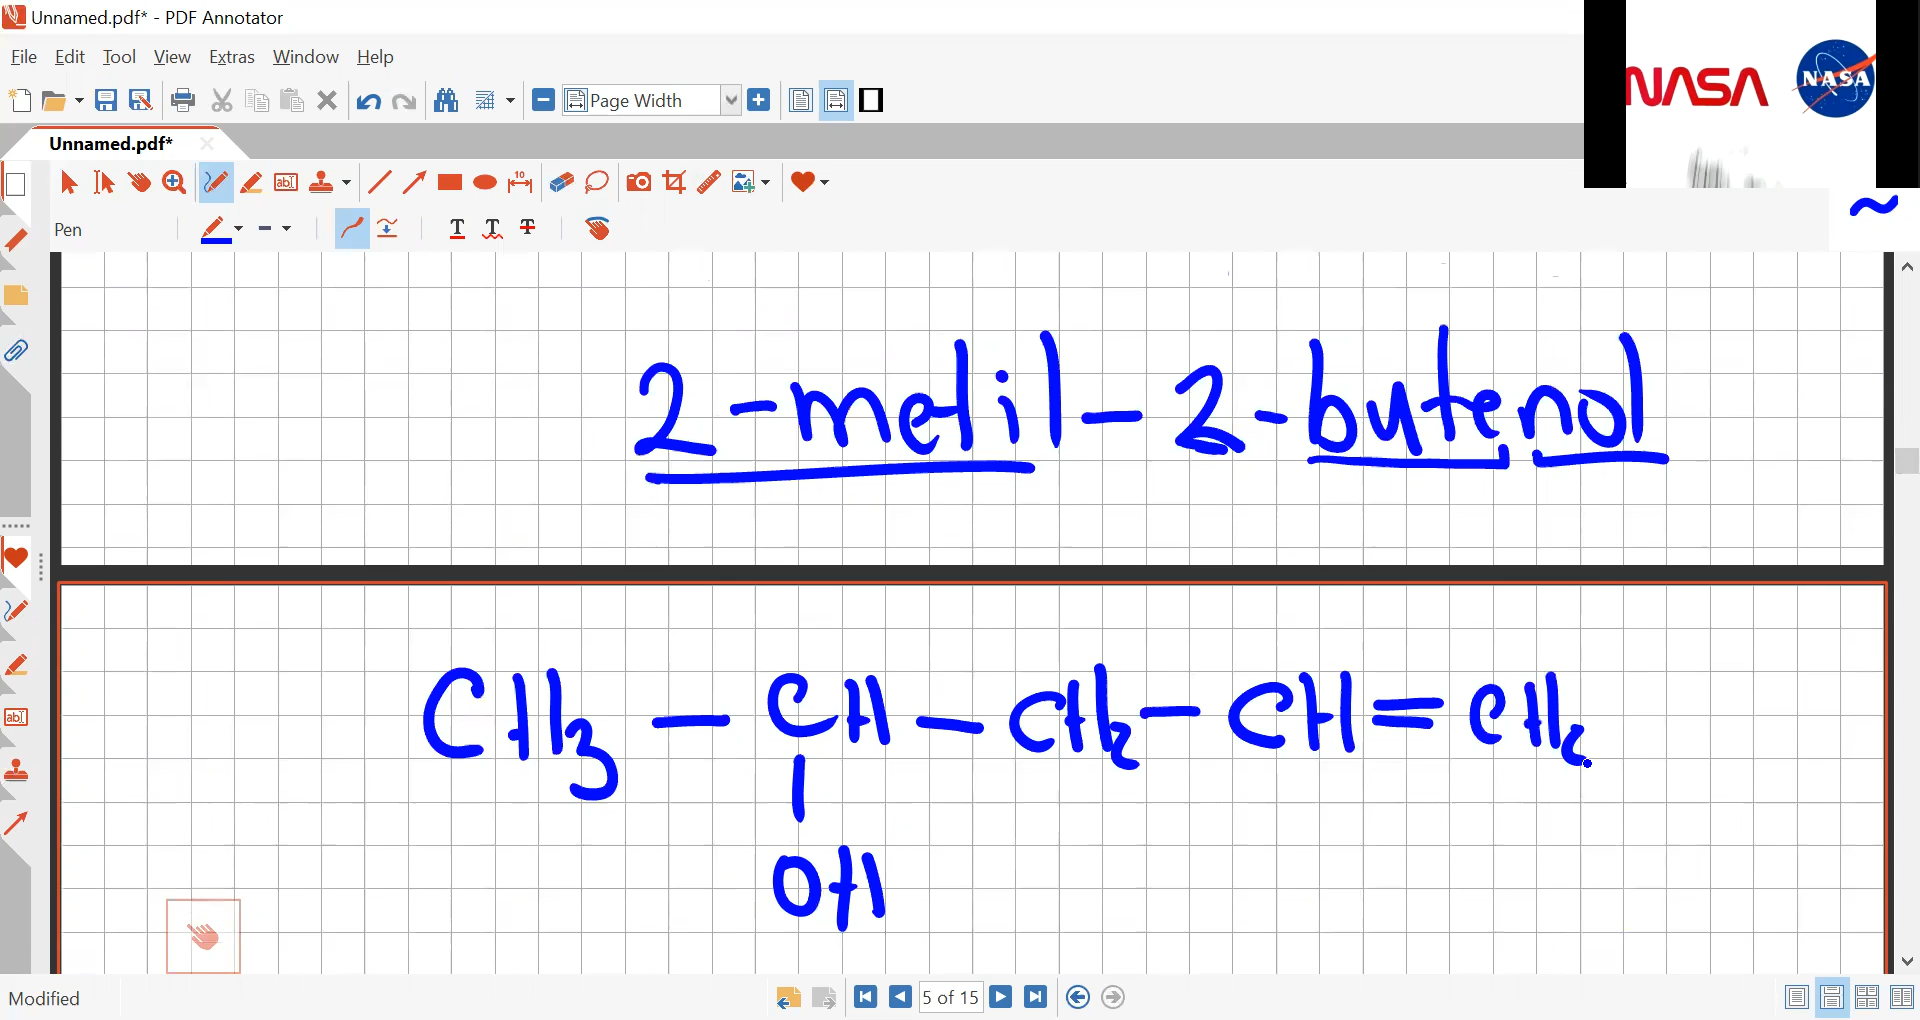 Unnamed.pdf* - PDF Annotator
File Edit Tool View Extras Window Help
NASA NASA
Page Width
Unnamed.pdf*
Pen
2-metil-2-butenol
CH3 - CH - CH2 - CH = CH2
OH
Modified
5 of 15